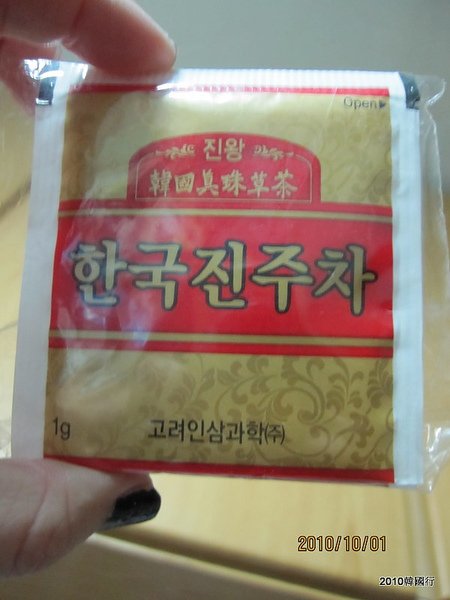 Open▶
진왕
韓國眞珠草茶
한국진주차
1g
고려인삼과학(주)
2010/10/01
2010韓國行